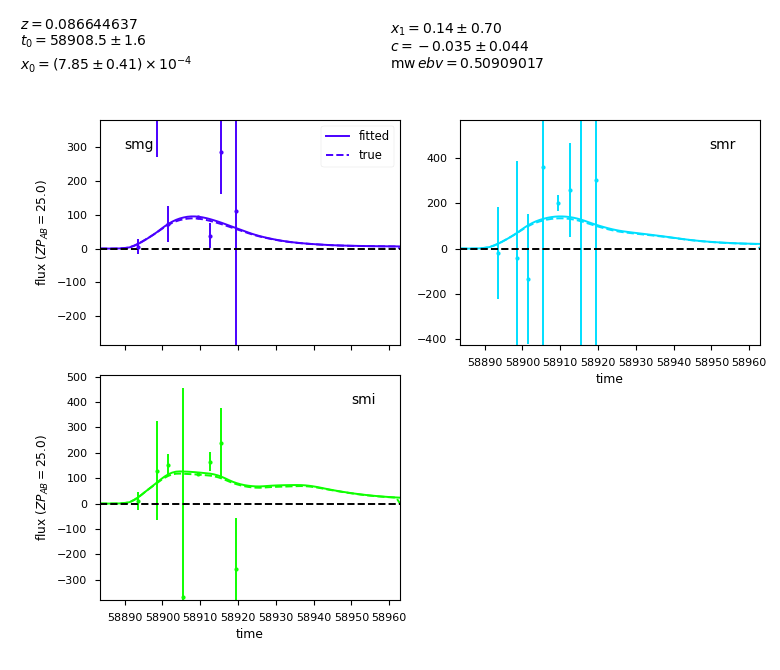 z = 0.086644637
t₀ = 58908.5 ± 1.6
x₀ = (7.85 ± 0.41) × 10⁻⁴
x₁ = 0.14 ± 0.70
c = −0.035 ± 0.044
mw ebv = 0.50909017
smg
fitted
true
300
200
100
0
−100
−200
flux (ZP_AB = 25.0)
smr
400
200
0
−200
−400
58890 58900 58910 58920 58930 58940 58950 58960
time
smi
500
400
300
200
100
0
−100
−200
−300
flux (ZP_AB = 25.0)
58890 58900 58910 58920 58930 58940 58950 58960
time